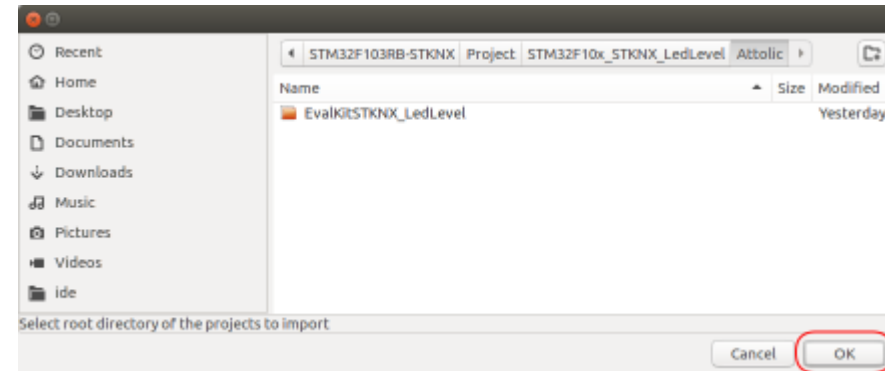 Recent
Home
Desktop
Documents
Downloads
Music
Pictures
Videos
ide
STM32F103RB-STKNX Project STM32F10x_STKNX_LedLevel Attolic
Name Size Modified
EvalKitSTKNX_LedLevel Yesterday
Select root directory of the projects to import
Cancel OK